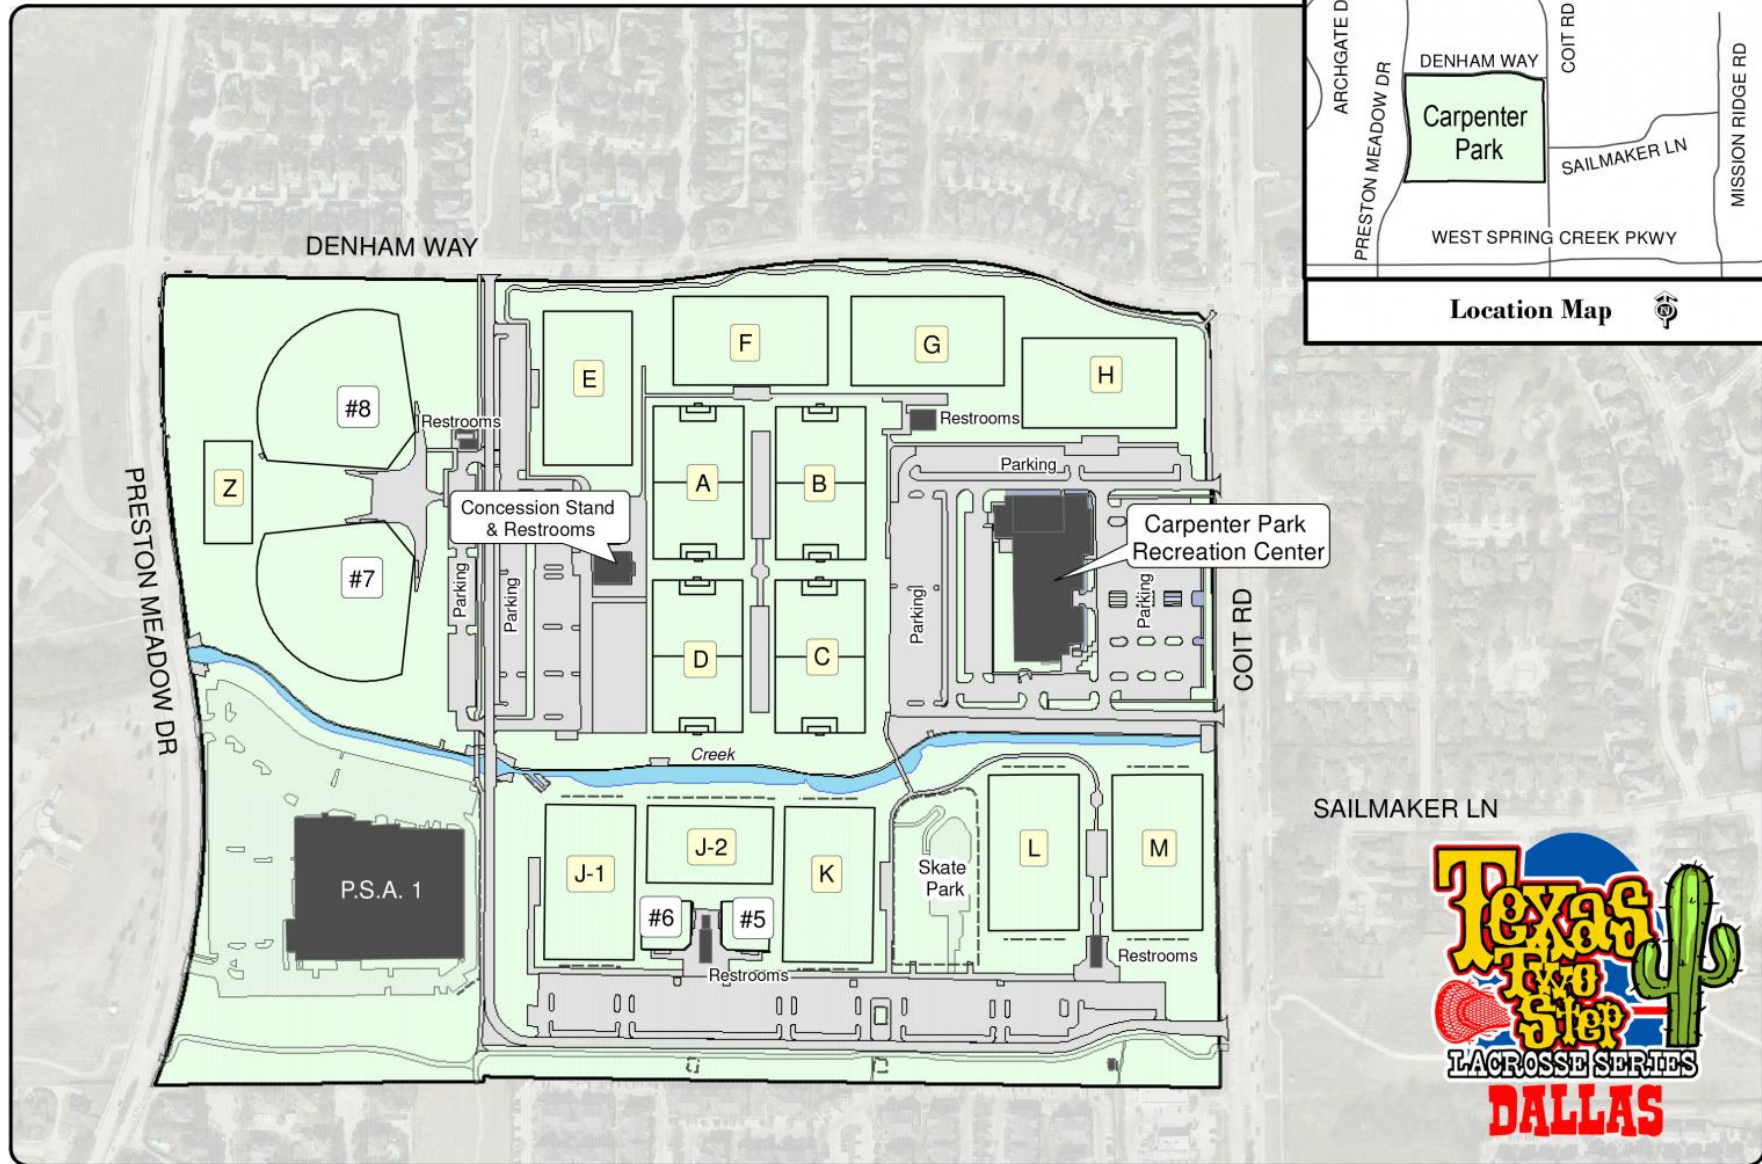 ARCHGATE D
PRESTON MEADOW DR
DENHAM WAY
COIT RD
Carpenter
Park
SAILMAKER LN
MISSION RIDGE RD
WEST SPRING CREEK PKWY
Location Map
N
DENHAM WAY
F
G
E
H
#8
Restrooms
Restrooms
Parking
Z
A
B
Concession Stand
& Restrooms
Carpenter Park
Recreation Center
PRESTON MEADOW DR
#7
Parking
Parking
Parking
Parking
COIT RD
D
C
Creek
SAILMAKER LN
J-1
J-2
K
Skate
Park
L
M
P.S.A. 1
#6
#5
Restrooms
Restrooms
Texas
Two
Step
LACROSSE SERIES
DALLAS